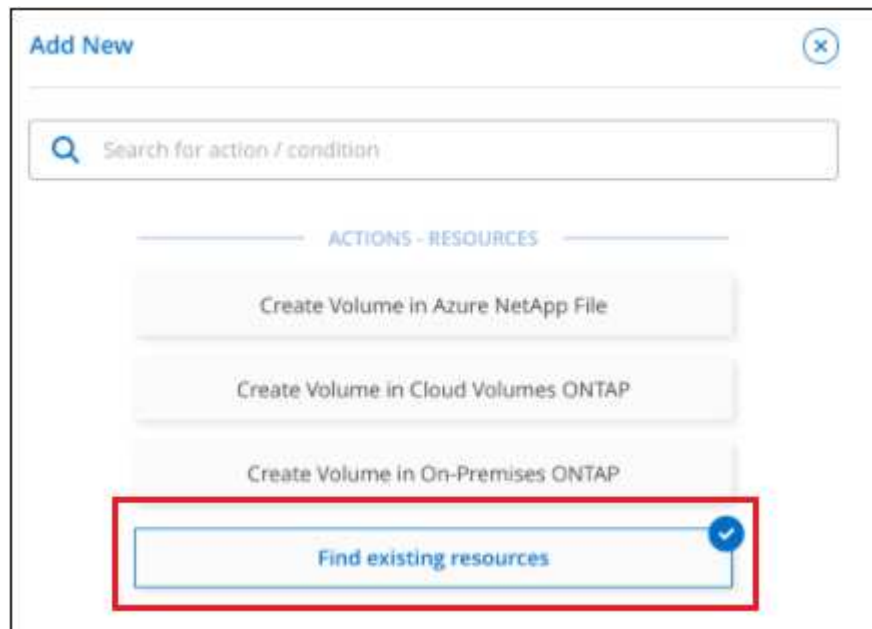 Add New
Search for action / condition
ACTIONS - RESOURCES
Create Volume in Azure NetApp File
Create Volume in Cloud Volumes ONTAP
Create Volume in On-Premises ONTAP
Find existing resources